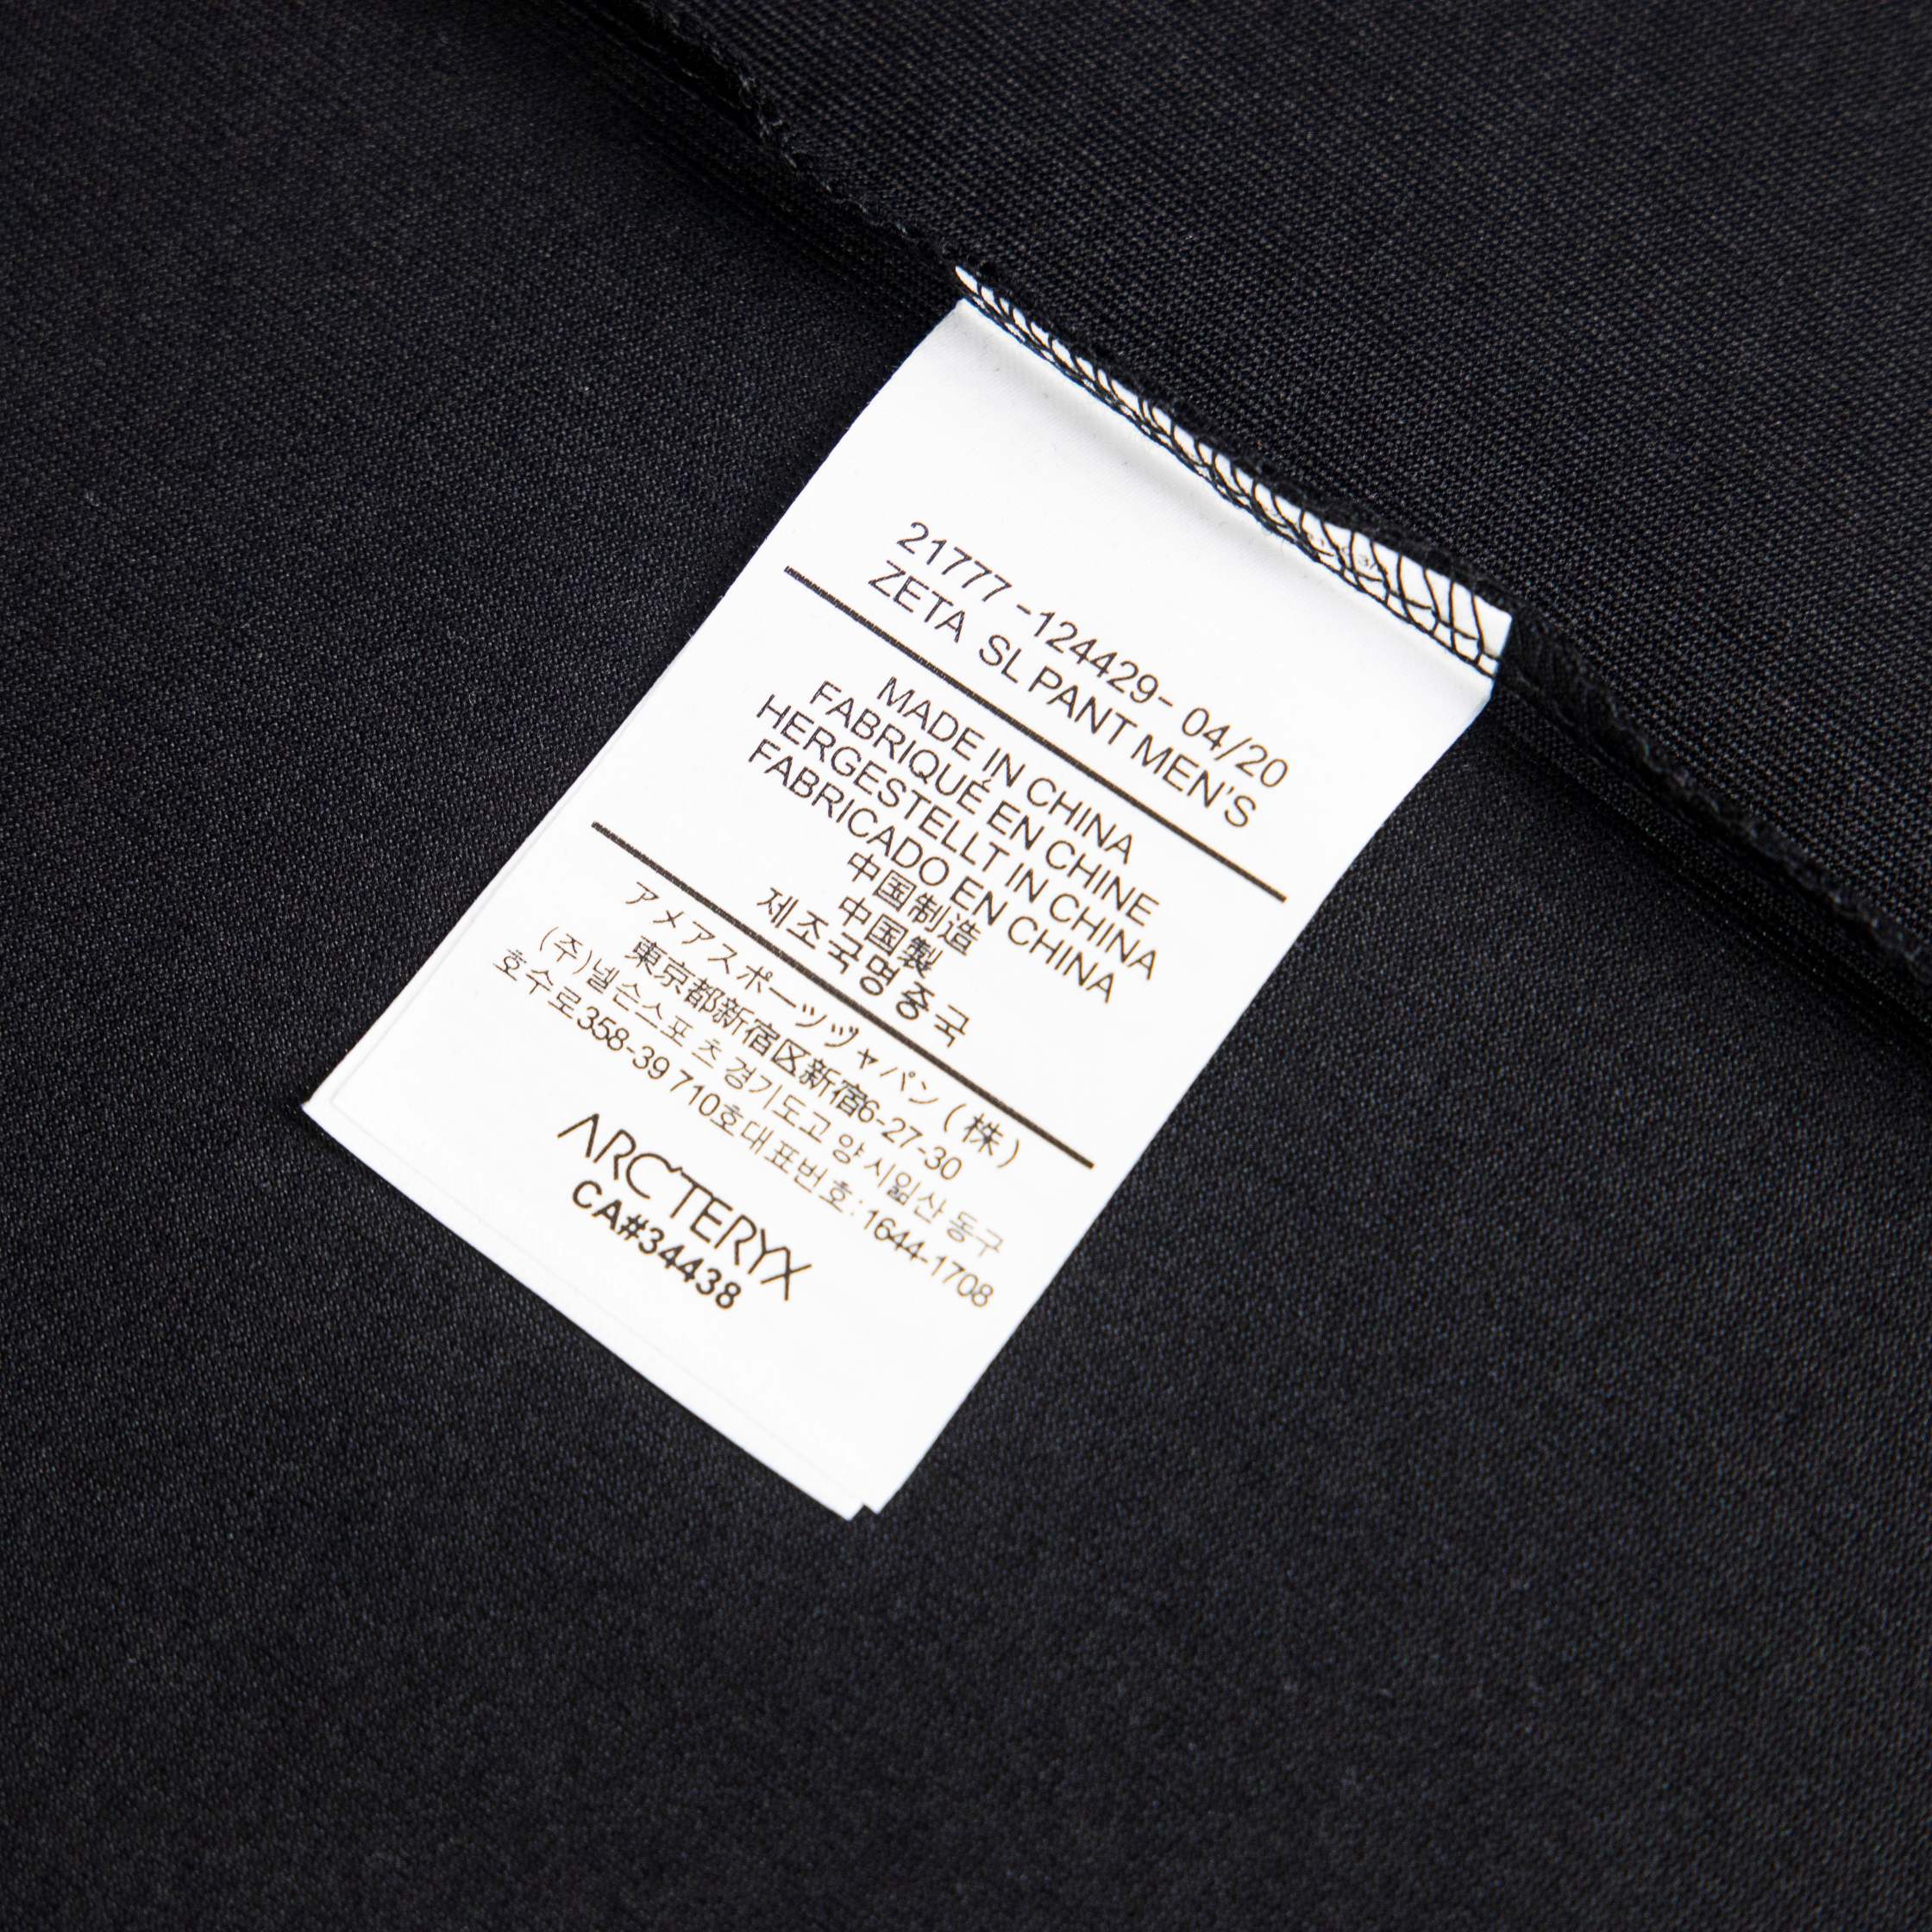 21777-124429-04/20
ZETA SL PANT MEN'S
MADE IN CHINA
FABRIQUÉ EN CHINE
HERGESTELLT IN CHINA
FABRICADO EN CHINA
中国制造
中国製
제조국명중국
アメアスポーツヅャパン(株)
東京都新宿区新宿6-27-30
(주)넬슨스포츠 경기도고양시일산동구
호수로358-39 710호대표번호:1644-1708
ARC'TERYX
CA#34438